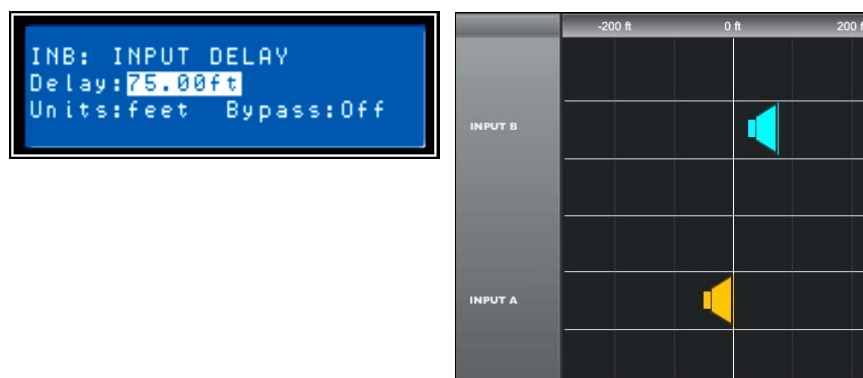 INB: INPUT DELAY
Delay:75.00ft
Units:feet Bypass:Off
-200 ft 0 ft 200 f
INPUT B
INPUT A